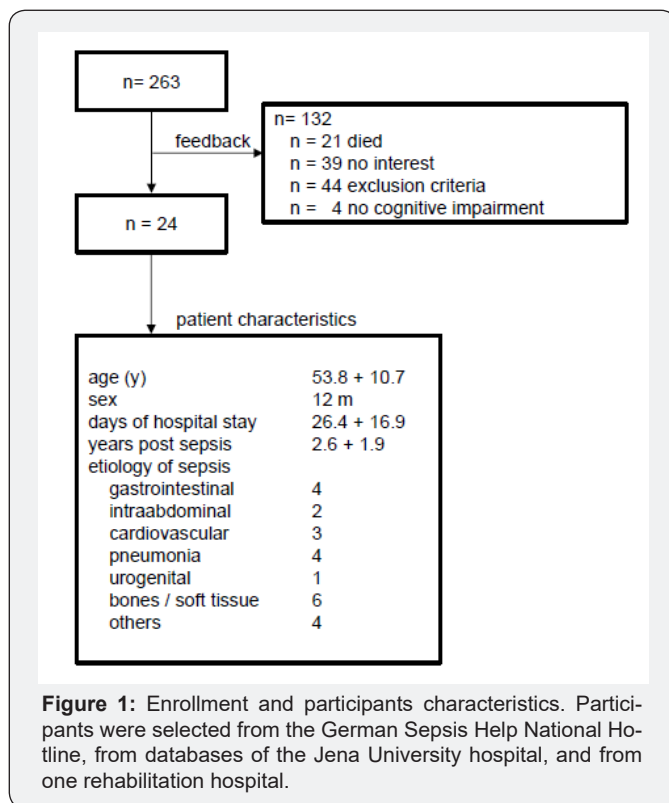 n= 263
feedback
n= 132
n = 21 died
n = 39 no interest
n = 44 exclusion criteria
n = 4 no cognitive impairment
n = 24
patient characteristics
age (y) 53.8 + 10.7
sex 12 m
days of hospital stay 26.4 + 16.9
years post sepsis 2.6 + 1.9
etiology of sepsis
gastrointestinal 4
intraabdominal 2
cardiovascular 3
pneumonia 4
urogenital 1
bones / soft tissue 6
others 4
Figure 1: Enrollment and participants characteristics. Partici-
pants were selected from the German Sepsis Help National Ho-
tline, from databases of the Jena University hospital, and from
one rehabilitation hospital.